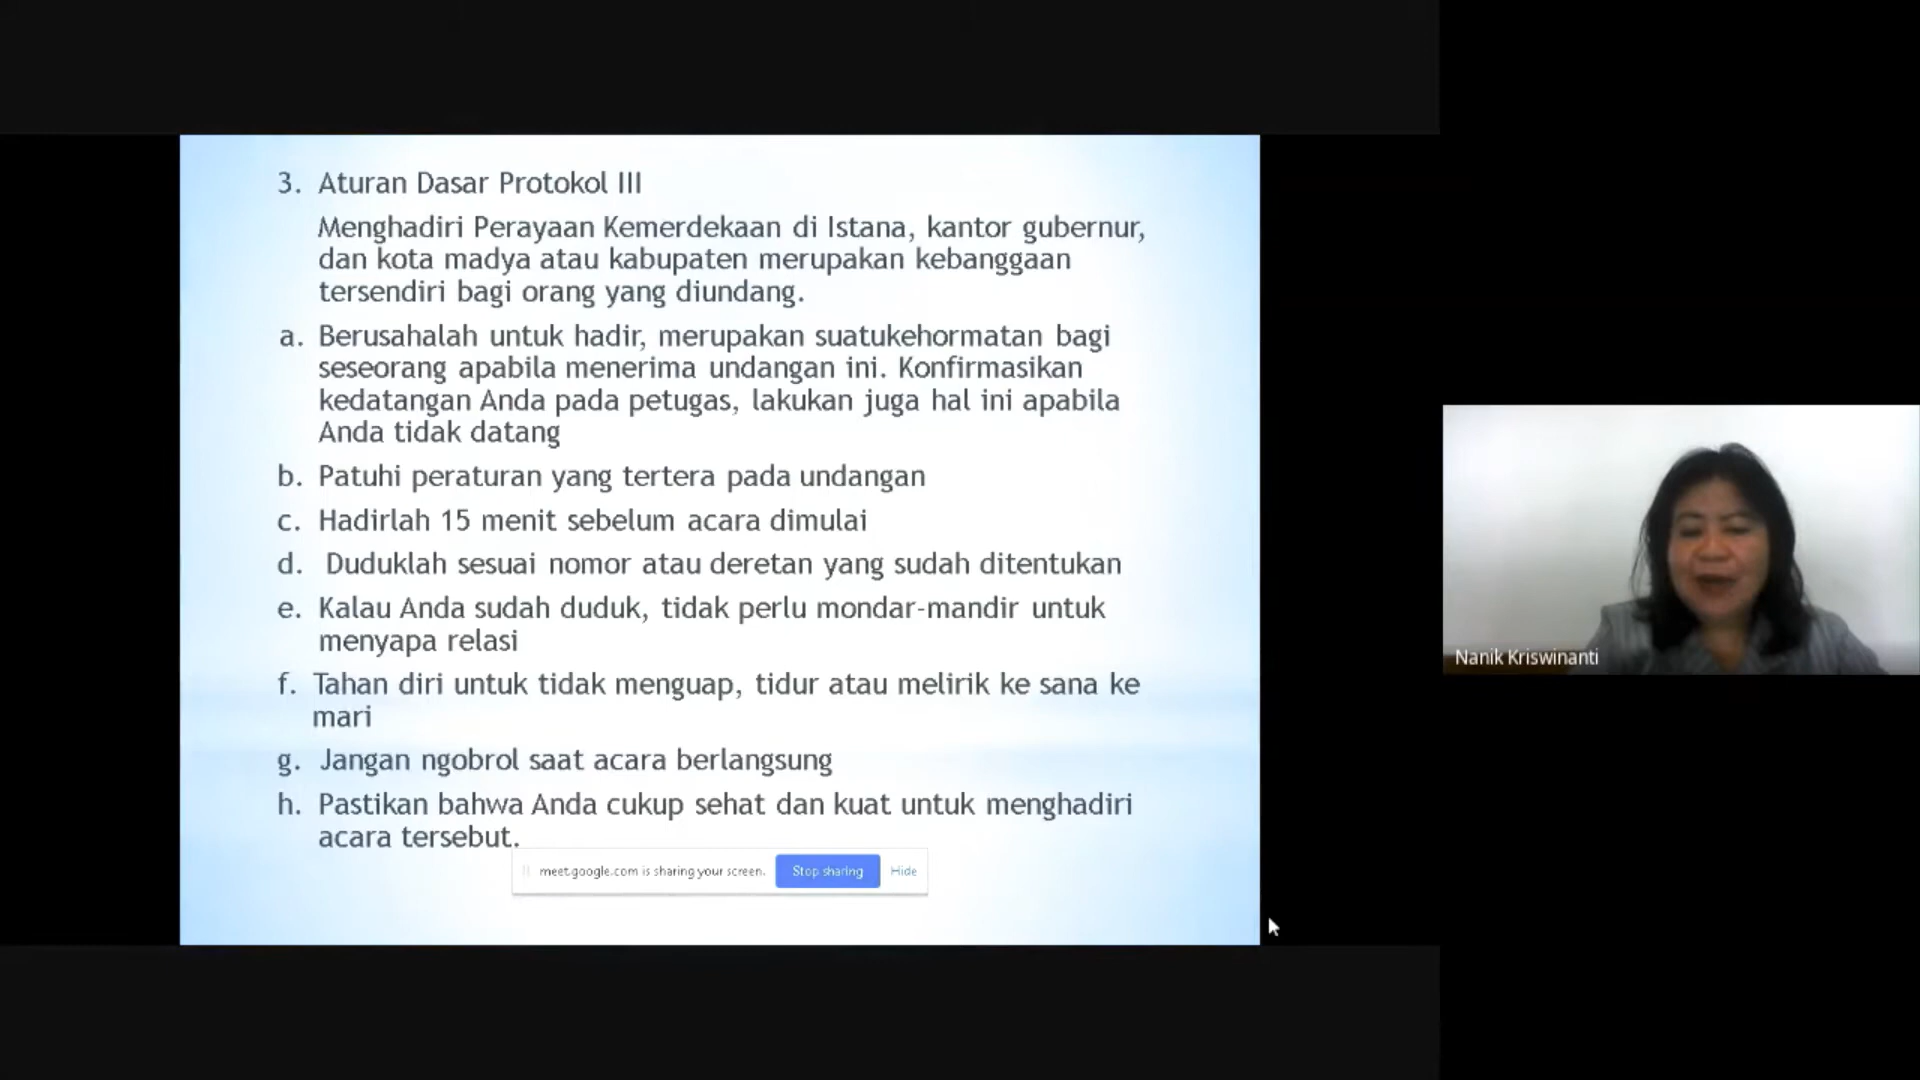 3. Aturan Dasar Protokol III
Menghadiri Perayaan Kemerdekaan di Istana, kantor gubernur,
dan kota madya atau kabupaten merupakan kebanggaan
tersendiri bagi orang yang diundang.
a. Berusahalah untuk hadir, merupakan suatukehormatan bagi
seseorang apabila menerima undangan ini. Konfirmasikan
kedatangan Anda pada petugas, lakukan juga hal ini apabila
Anda tidak datang
b. Patuhi peraturan yang tertera pada undangan
c. Hadirlah 15 menit sebelum acara dimulai
d. Duduklah sesuai nomor atau deretan yang sudah ditentukan
e. Kalau Anda sudah duduk, tidak perlu mondar-mandir untuk
menyapa relasi
f. Tahan diri untuk tidak menguap, tidur atau melirik ke sana ke
mari
g. Jangan ngobrol saat acara berlangsung
h. Pastikan bahwa Anda cukup sehat dan kuat untuk menghadiri
acara tersebut.
meet.google.com is sharing your screen. Stop sharing Hide
Nanik Kriswinanti